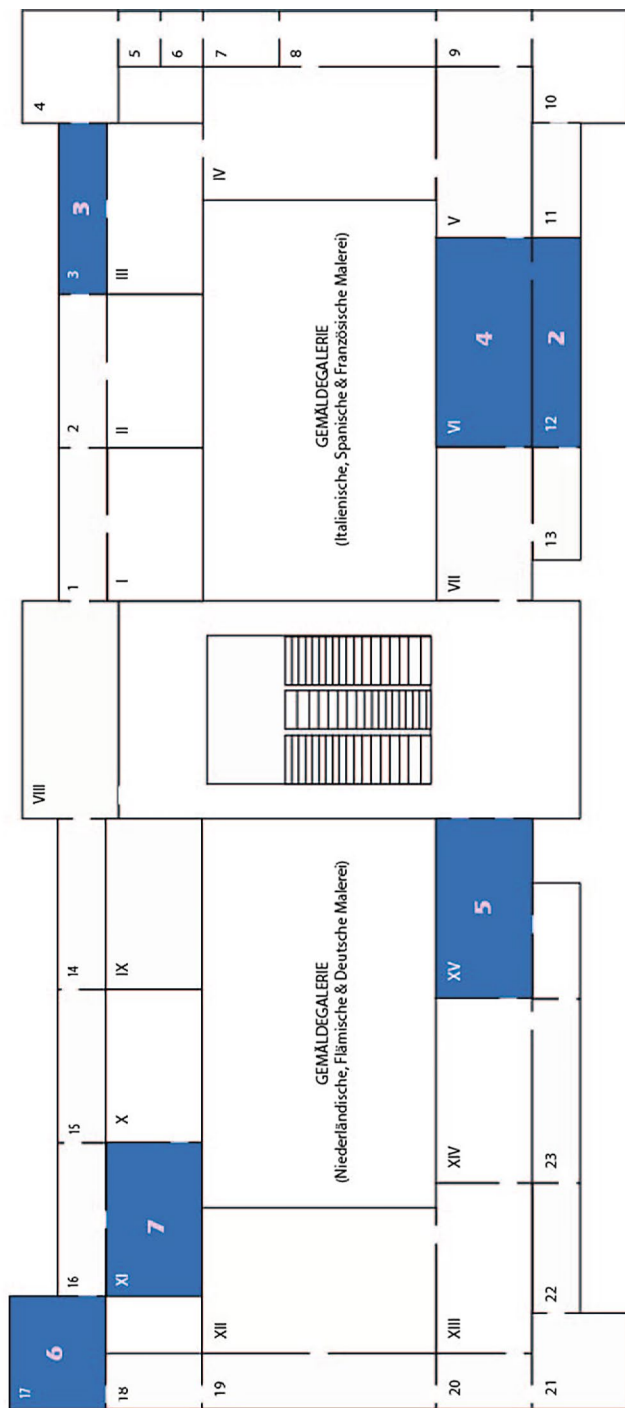 17
VIII
4
6
16
15
14
1
2
3
3
18
XI
X
IX
I
II
III
5
7
6
19
XII
IV
7
8
GEMÄLDEGALERIE
(Niederländische, Flämische & Deutsche Malerei)
GEMÄLDEGALERIE
(Italienische, Spanische & Französische Malerei)
20
XIII
XIV
XV
VII
VI
V
9
5
4
21
22
23
13
12
11
10
2